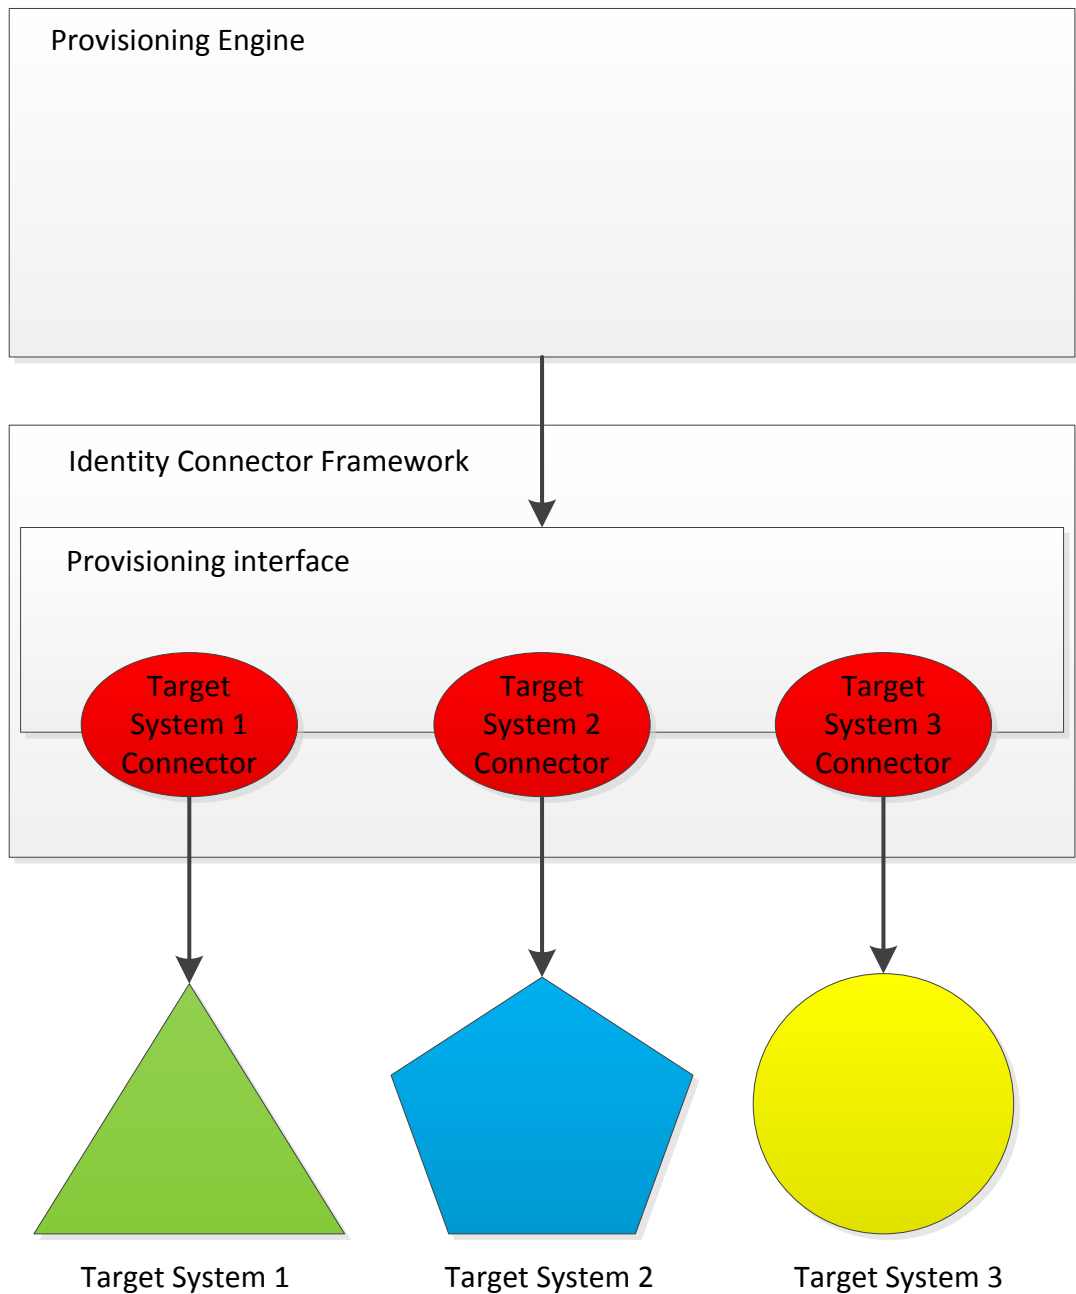 Provisioning Engine
Identity Connector Framework
Provisioning interface
Target
System 1
Connector
Target
System 2
Connector
Target
System 3
Connector
Target System 1
Target System 2
Target System 3